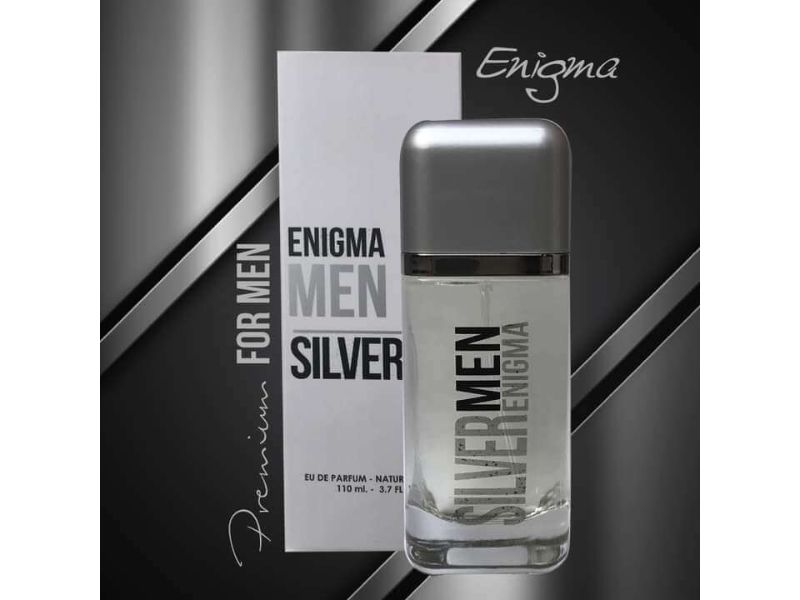 Enigma
ENIGMA
MEN
SILVER
EU DE PARFUM - NATUR
110 ml. - 3.7 FL
Premium FOR MEN
SILVER MEN
ENIGMA